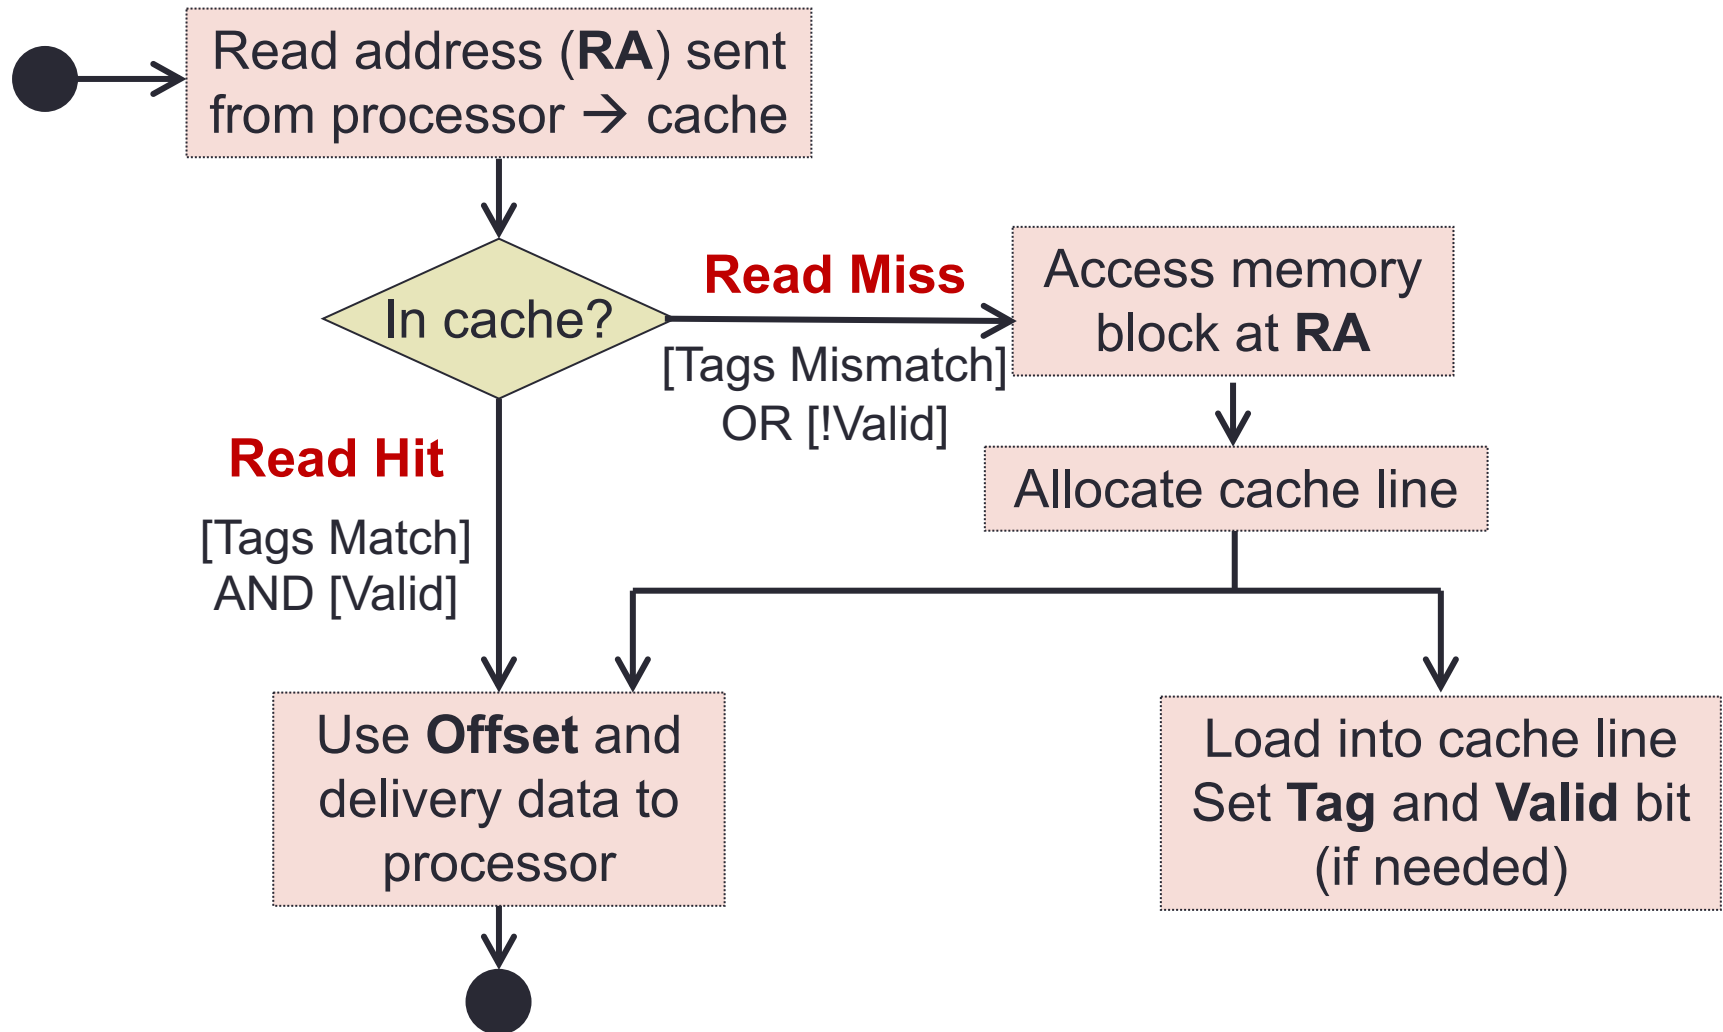 Read address (RA) sent
from processor → cache
In cache?
Read Miss
[Tags Mismatch]
OR [!Valid]
Access memory
block at RA
Allocate cache line
Read Hit
[Tags Match]
AND [Valid]
Use Offset and
delivery data to
processor
Load into cache line
Set Tag and Valid bit
(if needed)